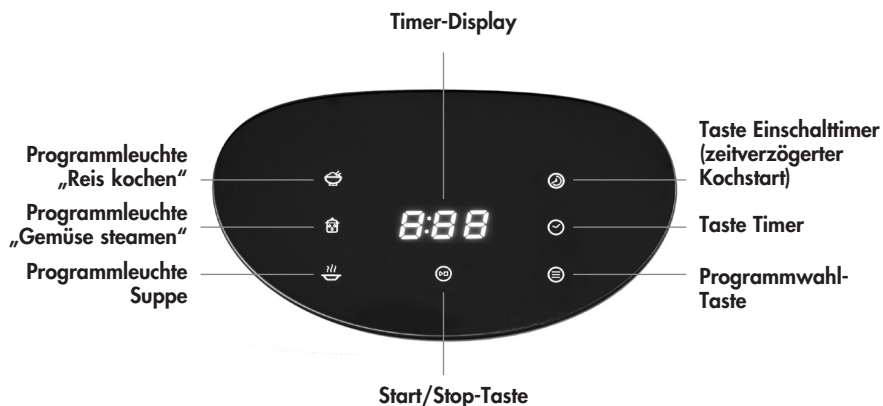 Timer-Display
Programmleuchte
„Reis kochen“
Programmleuchte
„Gemüse steamen“
Programmleuchte
Suppe
8:88
Taste Einschalttimer
(zeitverzögerter
Kochstart)
Taste Timer
Programmwahl-
Taste
Start/Stop-Taste